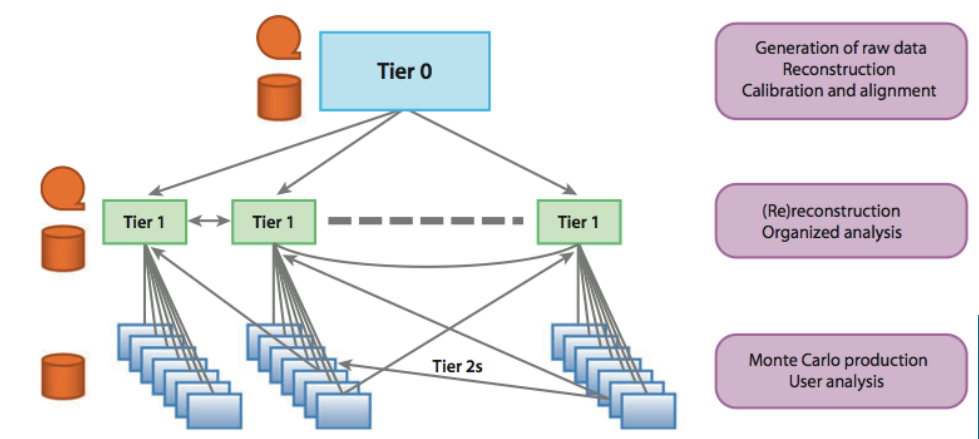 Tier 0
Generation of raw data
Reconstruction
Calibration and alignment
Tier 1
Tier 1
Tier 1
(Re)reconstruction
Organized analysis
Tier 2s
Monte Carlo production
User analysis